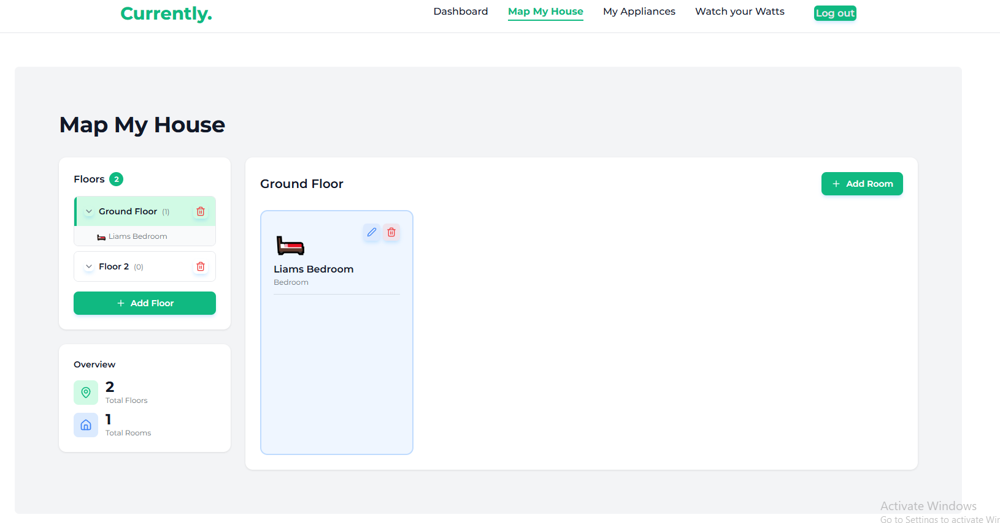 Currently.
Dashboard
Map My House
My Appliances
Watch your Watts
Log out
Map My House
Floors 2
Ground Floor (1)
Liams Bedroom
Floor 2 (0)
+ Add Floor
Overview
2
Total Floors
1
Total Rooms
Ground Floor
+ Add Room
Liams Bedroom
Bedroom
Activate Windows
Go to Settings to activate